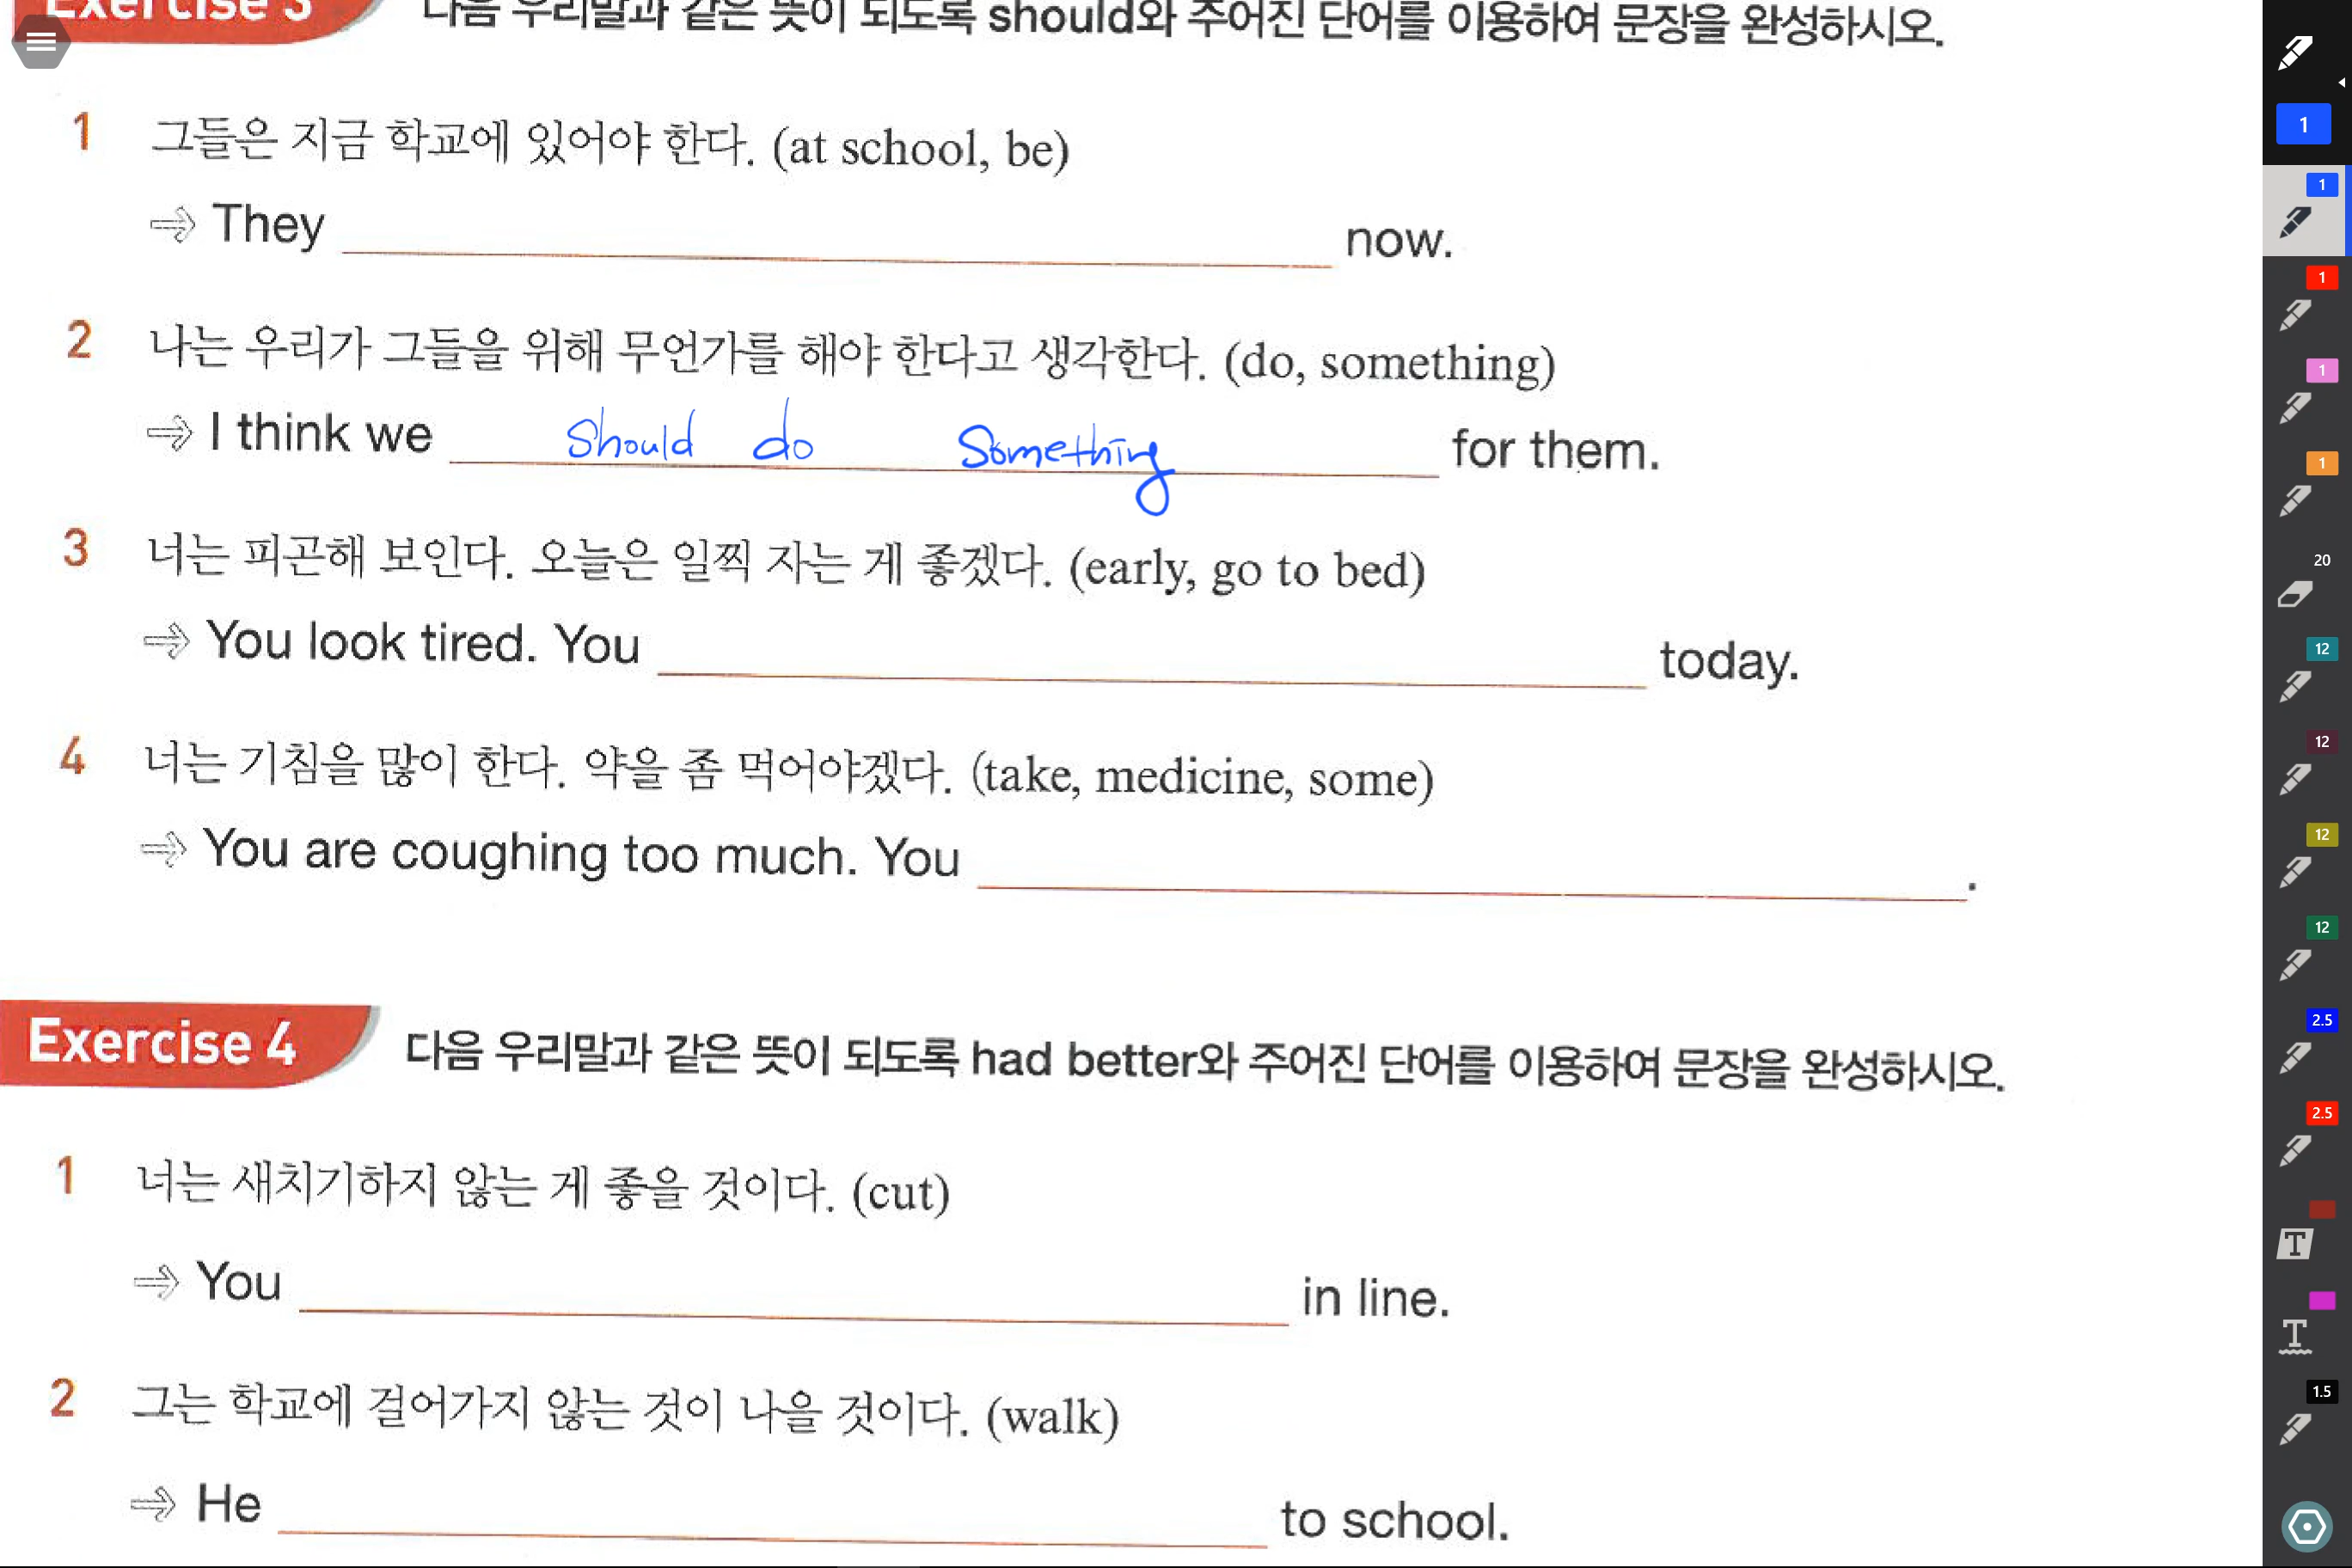 Exercise 3 다음 우리말과 같은 뜻이 되도록 should와 주어진 단어를 이용하여 문장을 완성하시오.
1 그들은 지금 학교에 있어야 한다. (at school, be)
⇨ They ____ now.
2 나는 우리가 그들을 위해 무언가를 해야 한다고 생각한다. (do, something)
⇨ I think we should do something for them.
3 너는 피곤해 보인다. 오늘은 일찍 자는 게 좋겠다. (early, go to bed)
⇨ You look tired. You ____ today.
4 너는 기침을 많이 한다. 약을 좀 먹어야겠다. (take, medicine, some)
⇨ You are coughing too much. You ____.
Exercise 4 다음 우리말과 같은 뜻이 되도록 had better와 주어진 단어를 이용하여 문장을 완성하시오.
1 너는 새치기하지 않는 게 좋을 것이다. (cut)
⇨ You ____ in line.
2 그는 학교에 걸어가지 않는 것이 나을 것이다. (walk)
⇨ He ____ to school.
1
1
1
1
1
20
12
12
12
12
2.5
2.5
T
T
1.5